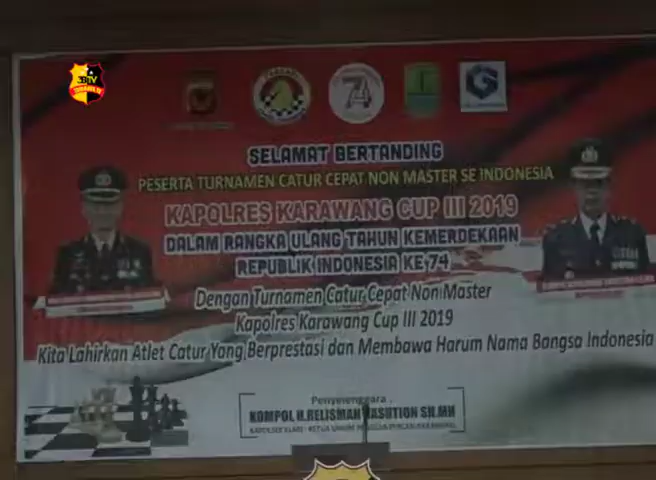 TV
74
SELAMAT BERTANDING
PESERTA TURNAMEN CATUR CEPAT NON MASTER SE INDONESIA
KAPOLRES KARAWANG CUP III 2019
DALAM RANGKA ULANG TAHUN KEMERDEKAAN
REPUBLIK INDONESIA KE 74
Dengan Turnamen Catur Cepat Non Master
Kapolres Karawang Cup III 2019
Kita Lahirkan Atlet Catur Yang Berprestasi dan Membawa Harum Nama Bangsa Indonesia
Penyelenggara :
KOMPOL H.RELISMAN NASUTION SH.MH